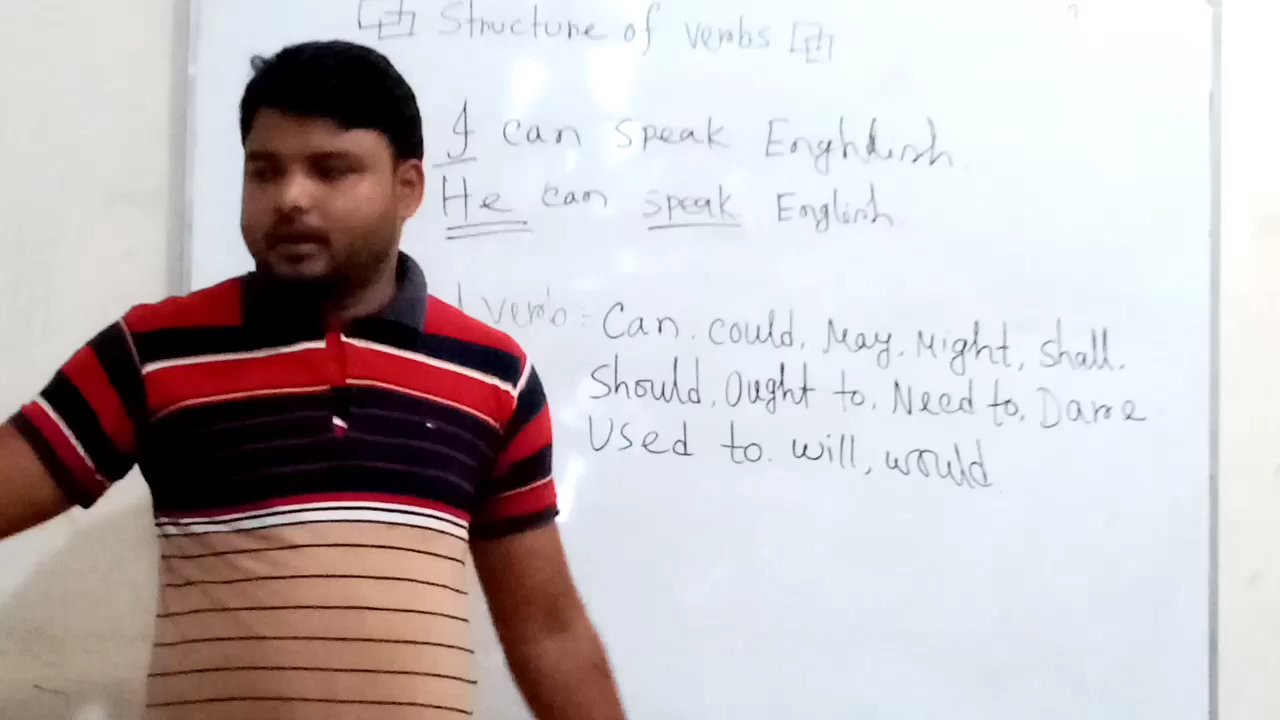 Structure of verbs
I can speak Enghlish
He can speak English.
verb: Can. Could, May. Might, shall.
Should, Ought to. Need to, Dare
Used to. will, would